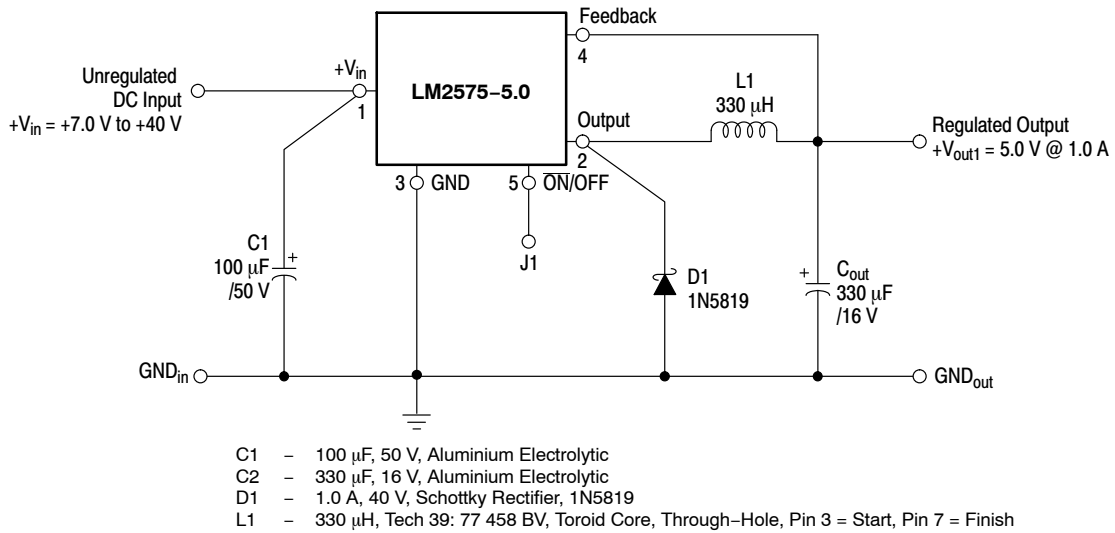 Feedback
4
Unregulated
DC Input
+Vin = +7.0 V to +40 V
+Vin
1
LM2575−5.0
L1
330 μH
Output
2
Regulated Output
+Vout1 = 5.0 V @ 1.0 A
3 GND
5 ON/OFF
J1
C1
100 μF
/50 V
+
D1
1N5819
+
Cout
330 μF
/16 V
GNDin
GNDout
C1 – 100 μF, 50 V, Aluminium Electrolytic
C2 – 330 μF, 16 V, Aluminium Electrolytic
D1 – 1.0 A, 40 V, Schottky Rectifier, 1N5819
L1 – 330 μH, Tech 39: 77 458 BV, Toroid Core, Through−Hole, Pin 3 = Start, Pin 7 = Finish